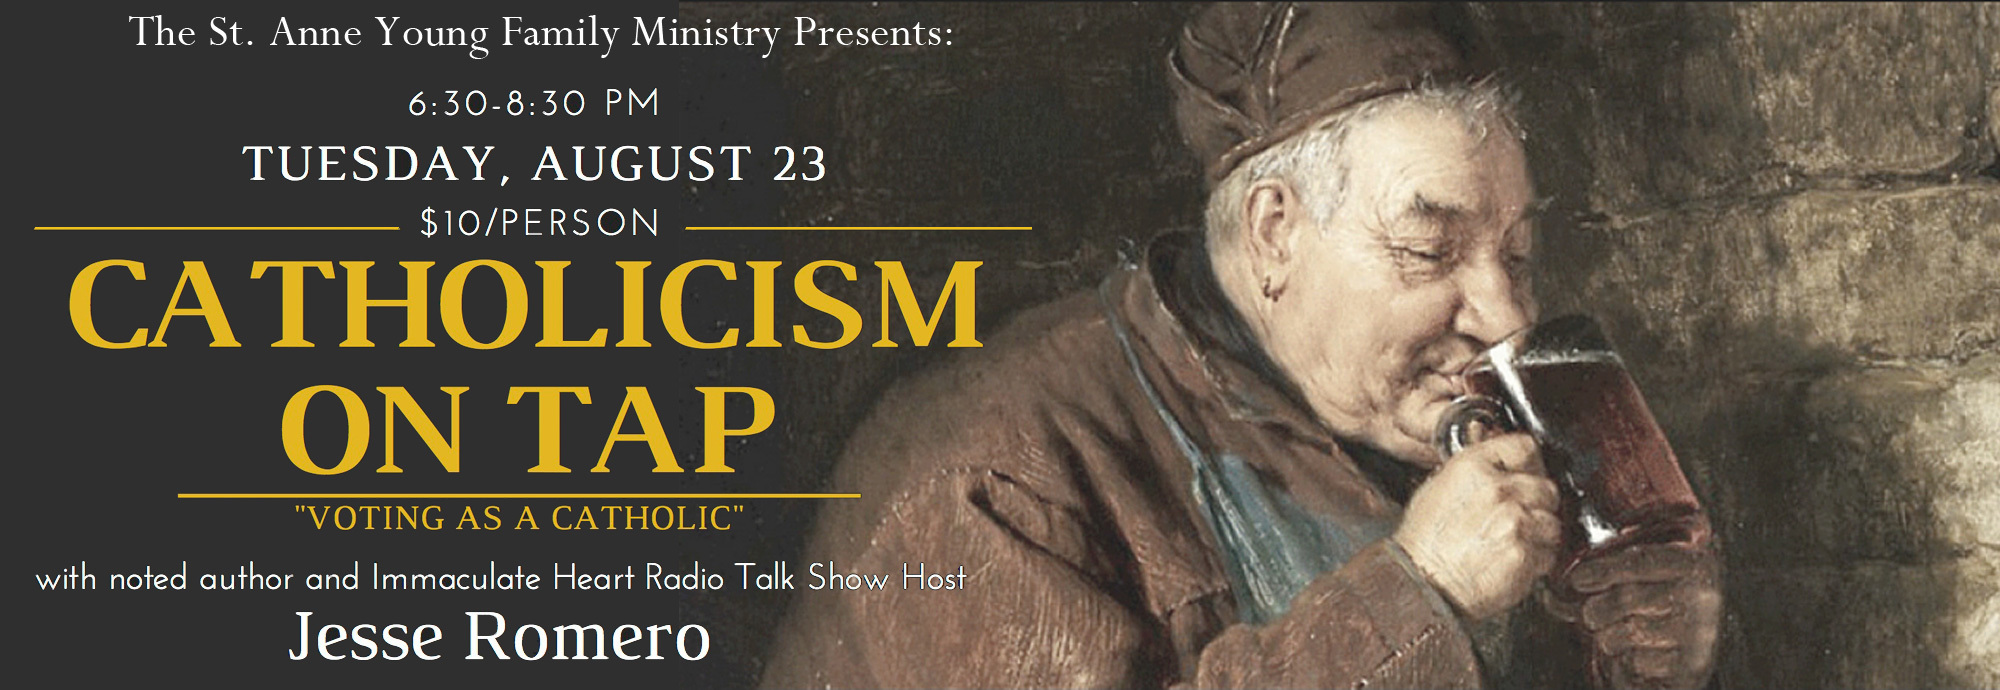 The St. Anne Young Family Ministry Presents:
6:30-8:30 PM
TUESDAY, AUGUST 23
$10/PERSON
CATHOLICISM
ON TAP
"VOTING AS A CATHOLIC"
with noted author and Immaculate Heart Radio Talk Show Host
Jesse Romero